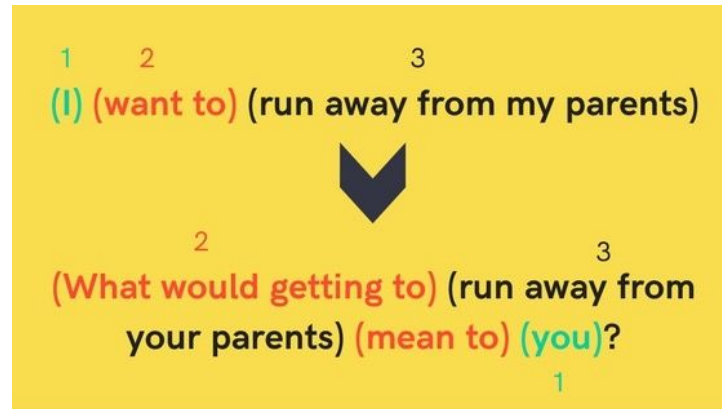 1 2 3
(I) (want to) (run away from my parents)
2
3
(What would getting to) (run away from
your parents) (mean to) (you)?
1